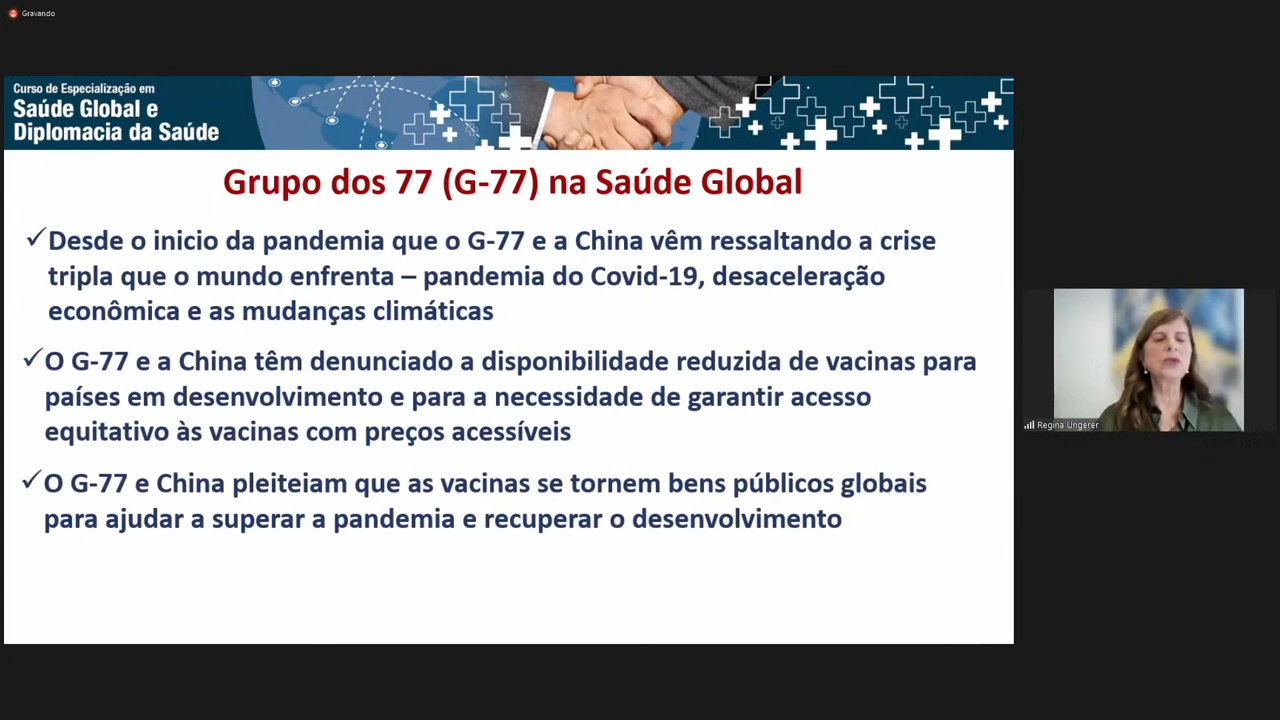 Gravando
Curso de Especialização em
Saúde Global e
Diplomacia da Saúde
Grupo dos 77 (G-77) na Saúde Global
✓Desde o inicio da pandemia que o G-77 e a China vêm ressaltando a crise
tripla que o mundo enfrenta – pandemia do Covid-19, desaceleração
econômica e as mudanças climáticas
✓O G-77 e a China têm denunciado a disponibilidade reduzida de vacinas para
países em desenvolvimento e para a necessidade de garantir acesso
equitativo às vacinas com preços acessíveis
✓O G-77 e China pleiteiam que as vacinas se tornem bens públicos globais
para ajudar a superar a pandemia e recuperar o desenvolvimento
Regina Ungerer